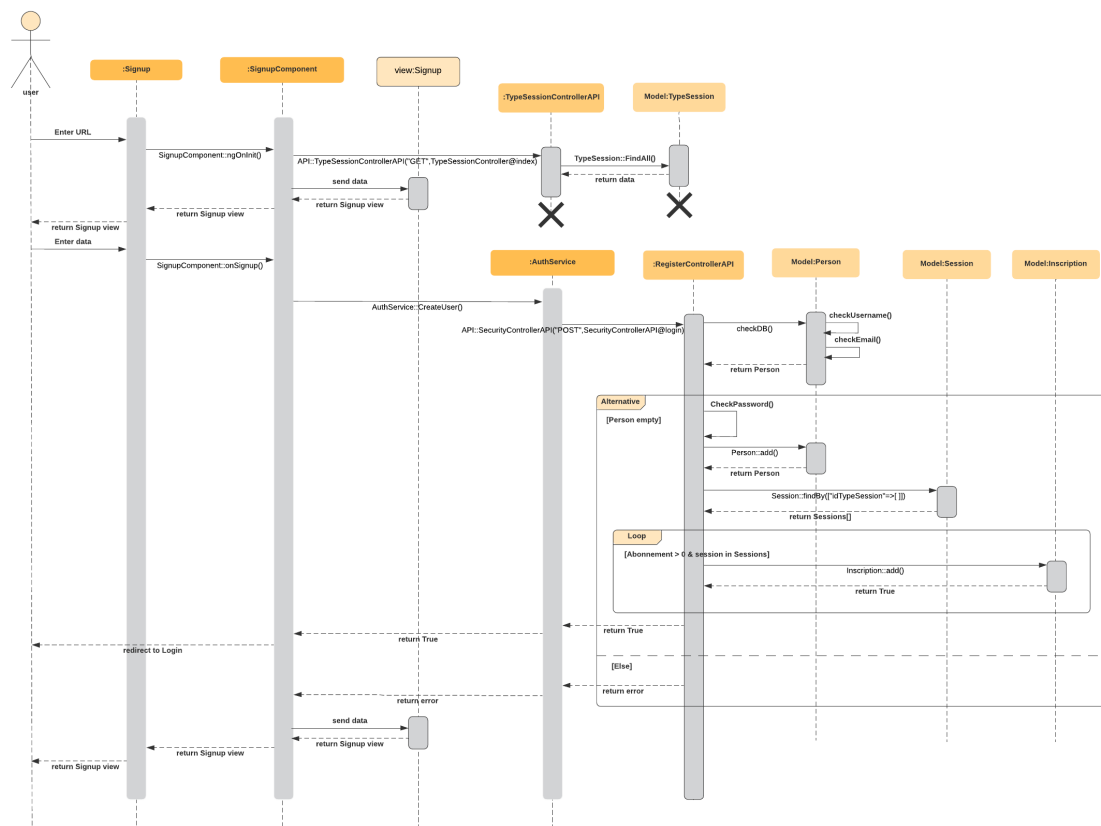 user
:Signup
:SignupComponent
view:Signup
:TypeSessionControllerAPI
Model:TypeSession
Enter URL
SignupComponent::ngOnInit()
API::TypeSessionControllerAPI("GET",TypeSessionController@index)
TypeSession::FindAll()
return data
send data
return Signup view
return Signup view
return Signup view
Enter data
SignupComponent::onSignup()
:AuthService
:RegisterControllerAPI
Model:Person
Model:Session
Model:Inscription
AuthService::CreateUser()
API::SecurityControllerAPI("POST",SecurityControllerAPI@login)
checkDB()
checkUsername()
checkEmail()
return Person
Alternative
[Person empty]
CheckPassword()
Person::add()
return Person
Session::findBy(["idTypeSession"=>[ ]])
return Sessions[]
Loop
[Abonnement > 0 & session in Sessions]
Inscription::add()
return True
return True
return True
redirect to Login
[Else]
return error
return error
send data
return Signup view
return Signup view
return Signup view